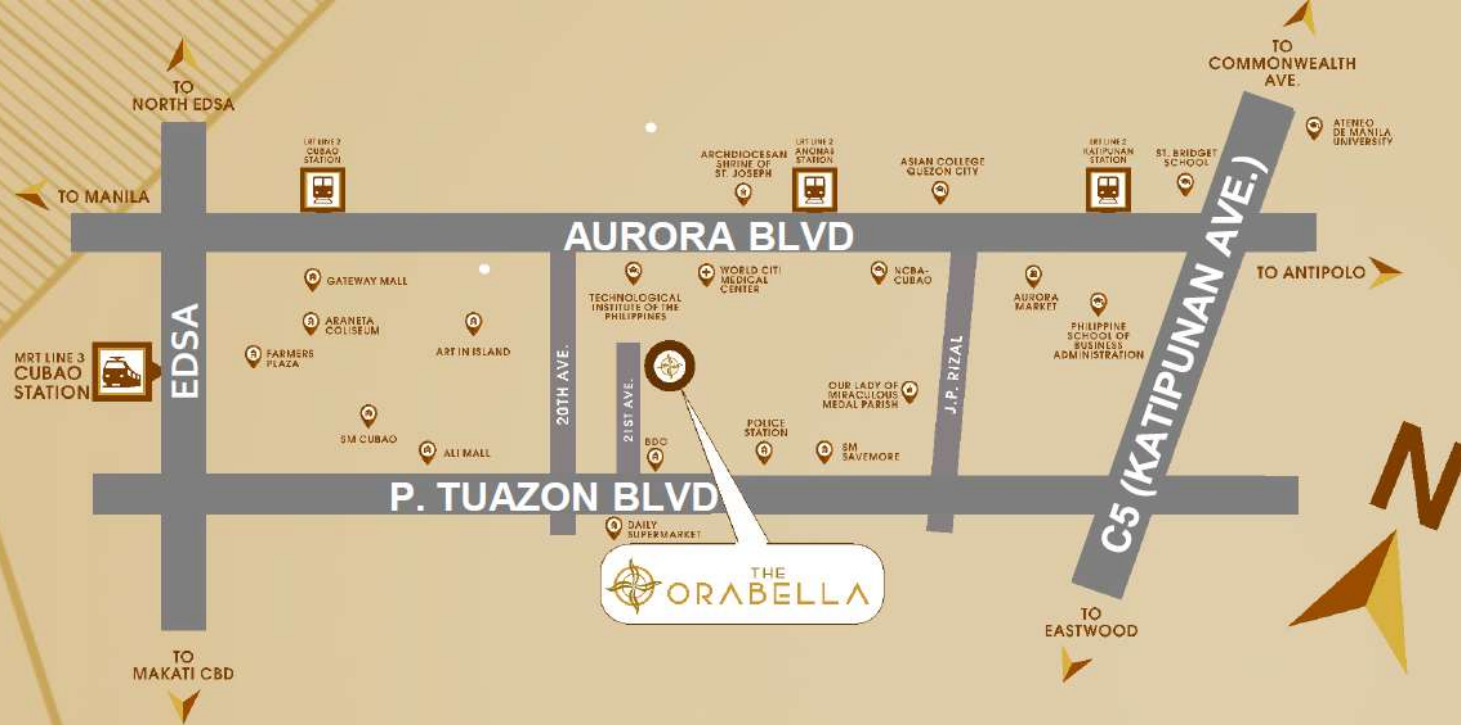 TO
NORTH EDSA
TO
COMMONWEALTH
AVE.
LRT LINE 2
CUBAO
STATION
ARCHDIOCESAN
SHRINE OF
ST. JOSEPH
LRT LINE 2
ANONAS
STATION
ASIAN COLLEGE
QUEZON CITY
LRT LINE 2
KATIPUNAN
STATION
ST. BRIDGET
SCHOOL
ATENEO
DE MANILA
UNIVERSITY
TO MANILA
AURORA BLVD
TO ANTIPOLO
GATEWAY MALL
TECHNOLOGICAL
INSTITUTE OF THE
PHILIPPINES
WORLD CITI
MEDICAL
CENTER
NCBA-
CUBAO
AURORA
MARKET
PHILIPPINE
SCHOOL OF
BUSINESS
ADMINISTRATION
ARANETA
COLISEUM
ART IN ISLAND
FARMERS
PLAZA
MRT LINE 3
CUBAO
STATION
EDSA
20TH AVE.
21ST AVE.
J.P. RIZAL
C5 (KATIPUNAN AVE.)
OUR LADY OF
MIRACULOUS
MEDAL PARISH
SM CUBAO
ALI MALL
BDO
POLICE
STATION
SM
SAVEMORE
N
P. TUAZON BLVD
DAILY
SUPERMARKET
THE
ORABELLA
TO
EASTWOOD
TO
MAKATI CBD